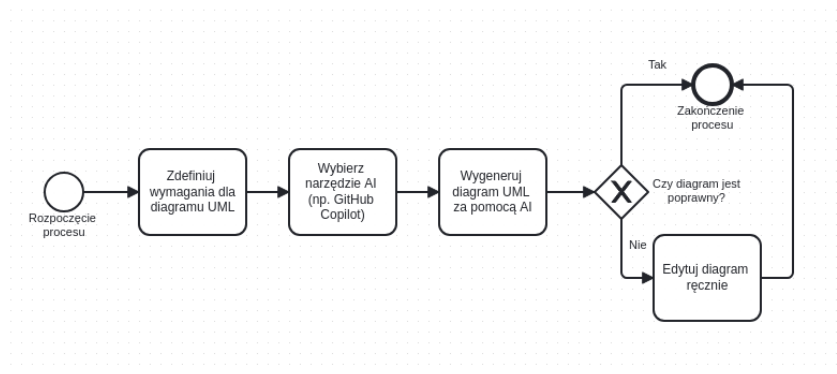 Rozpoczęcie
procesu
Zdefiniuj
wymagania dla
diagramu UML
Wybierz
narzędzie AI
(np. GitHub
Copilot)
Wygeneruj
diagram UML
za pomocą AI
Czy diagram jest
poprawny?
Tak
Zakończenie
procesu
Nie
Edytuj diagram
ręcznie